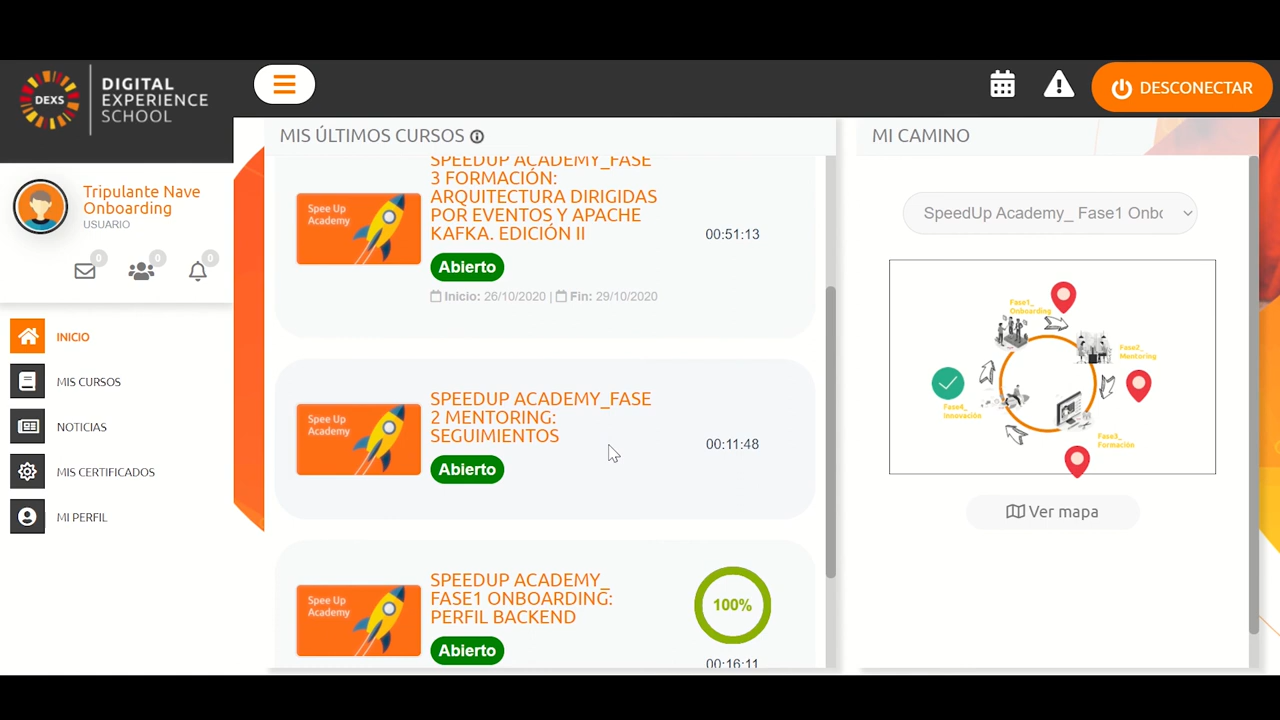 DEXS
DIGITAL
EXPERIENCE
SCHOOL
DESCONECTAR
Tripulante Nave
Onboarding
USUARIO
0
0
0
INICIO
MIS CURSOS
NOTICIAS
MIS CERTIFICADOS
MI PERFIL
MIS ÚLTIMOS CURSOS
Spee Up
Academy
SPEEDUP ACADEMY_FASE
3 FORMACIÓN:
ARQUITECTURA DIRIGIDAS
POR EVENTOS Y APACHE
KAFKA. EDICIÓN II
Abierto
Inicio: 26/10/2020 | Fin: 29/10/2020
00:51:13
Spee Up
Academy
SPEEDUP ACADEMY_FASE
2 MENTORING:
SEGUIMIENTOS
Abierto
00:11:48
Spee Up
Academy
SPEEDUP ACADEMY_
FASE1 ONBOARDING:
PERFIL BACKEND
Abierto
100%
00:16:11
MI CAMINO
SpeedUp Academy_ Fase1 Onbo
Fase1_
Onboarding
Fase2_
Mentoring
Fase4_
Innovación
Fase3_
Formación
Ver mapa